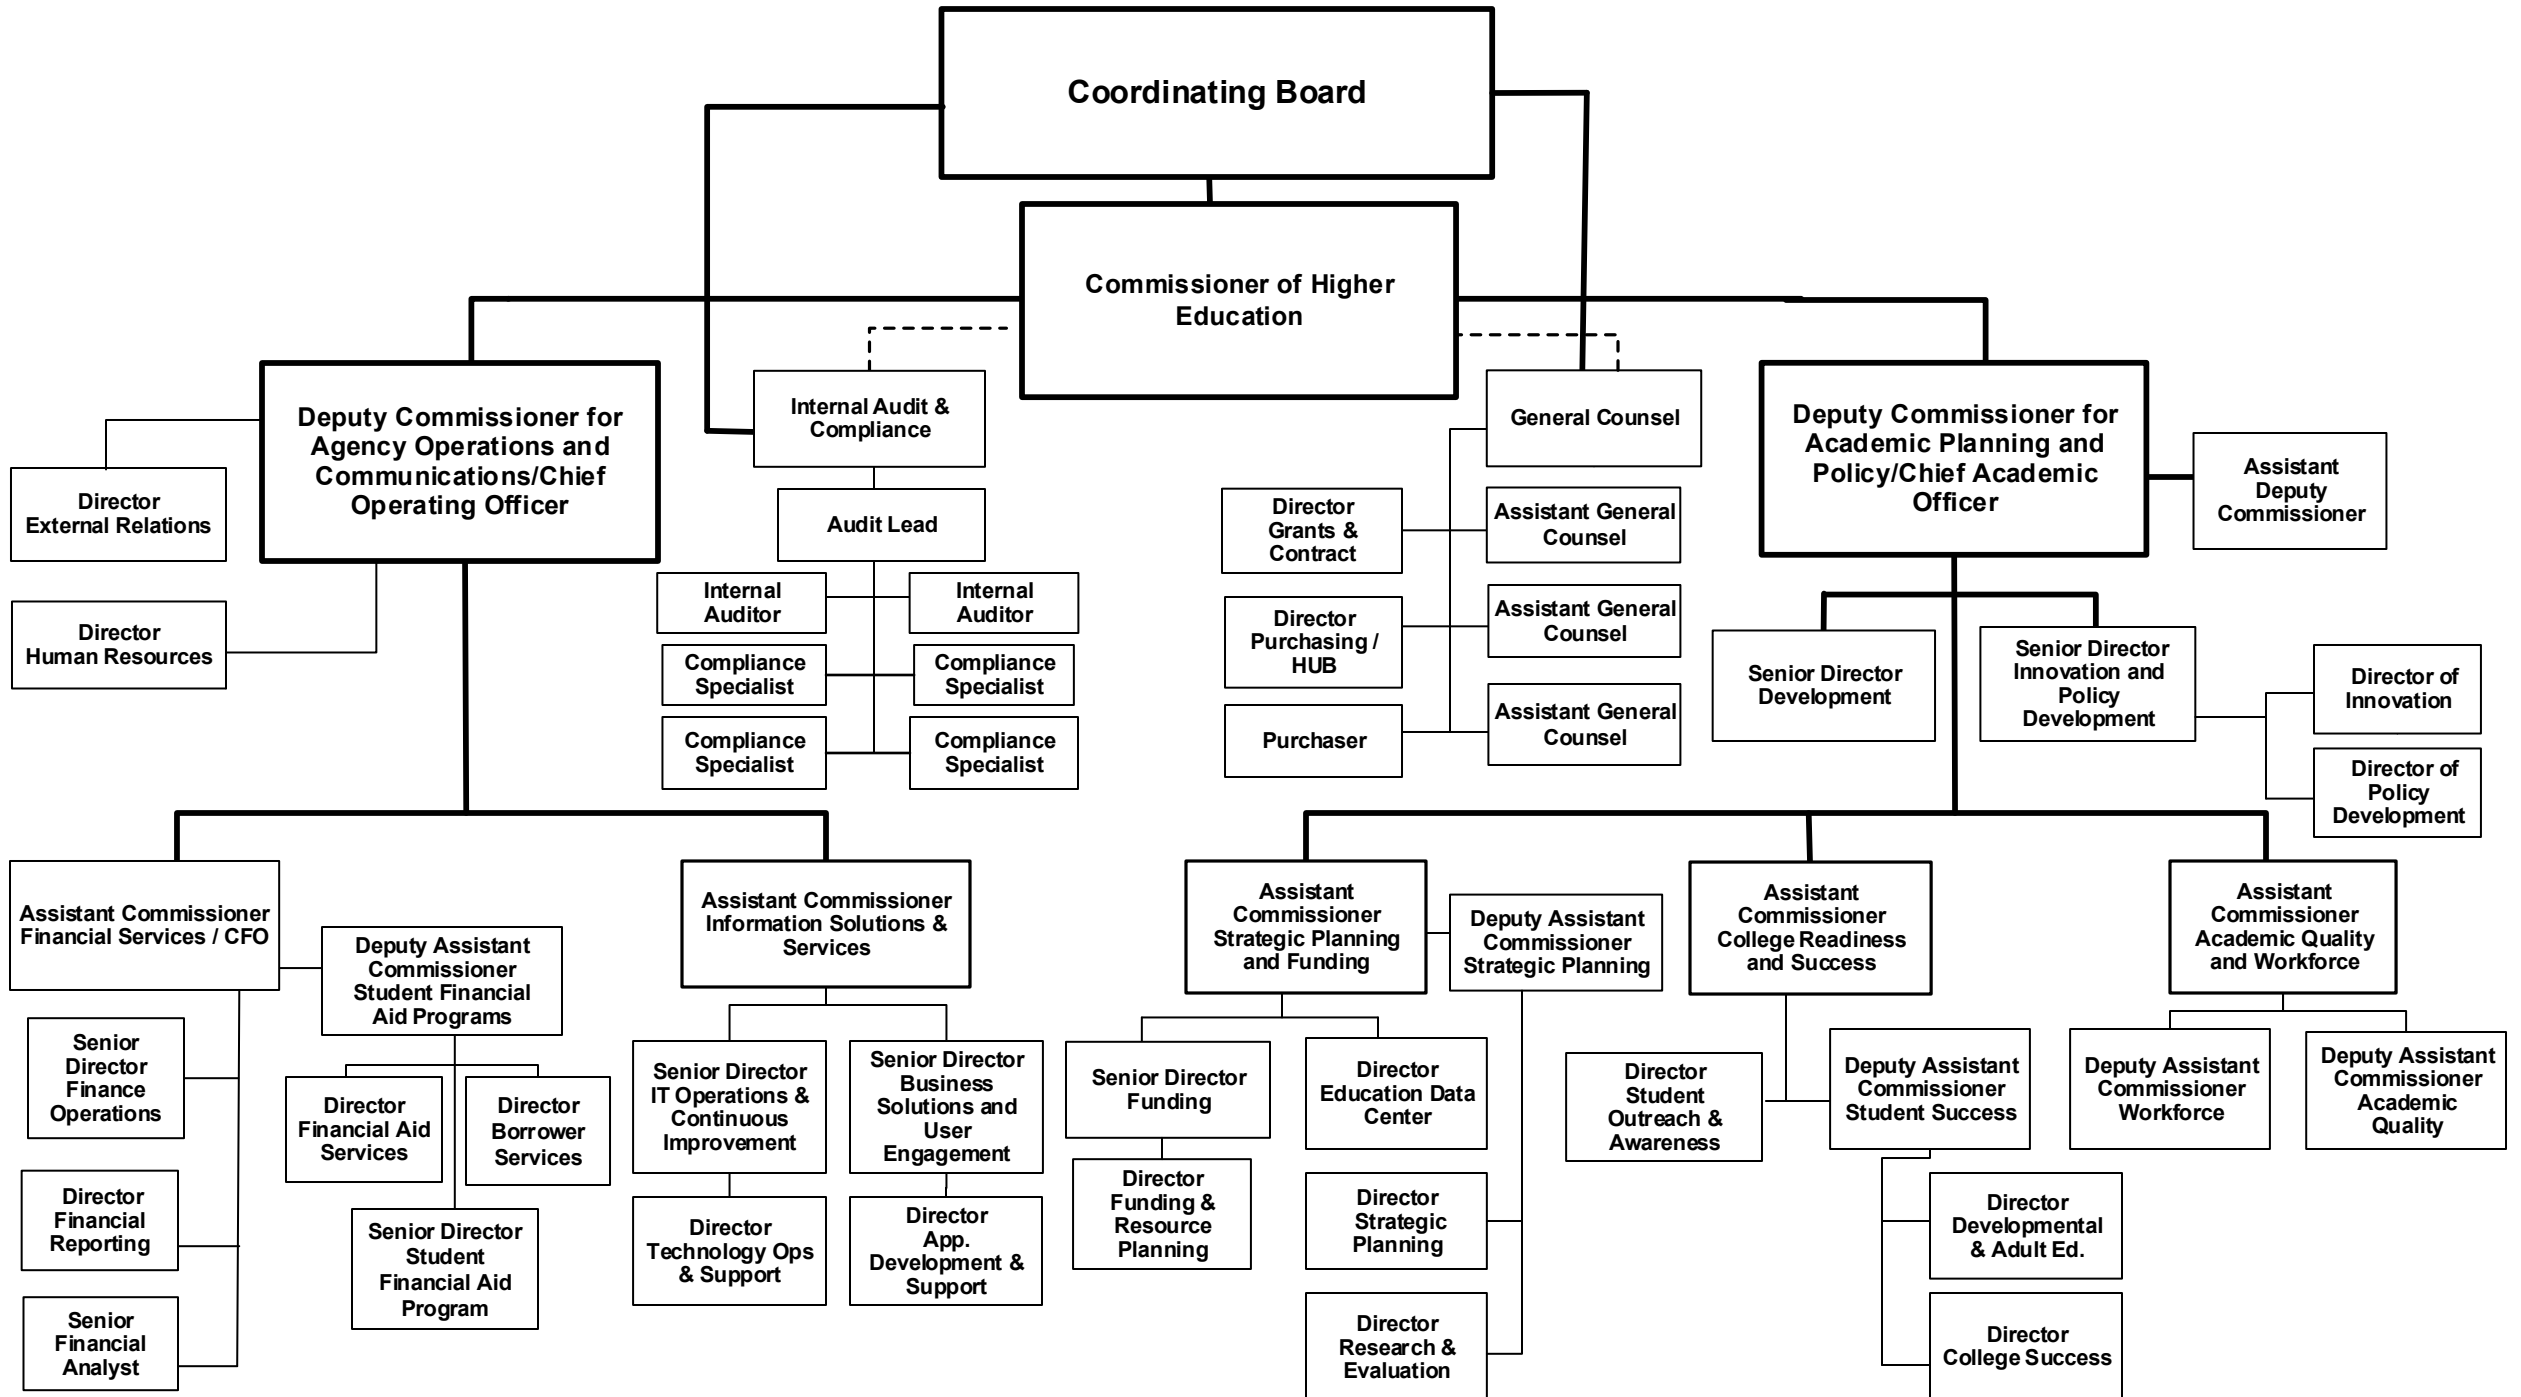 Coordinating Board
Commissioner of Higher
Education
Deputy Commissioner for
Agency Operations and
Communications/Chief
Operating Officer
Internal Audit &
Compliance
General Counsel
Deputy Commissioner for
Academic Planning and
Policy/Chief Academic
Officer
Assistant
Deputy
Commissioner
Director
External Relations
Director
Human Resources
Audit Lead
Internal
Auditor
Internal
Auditor
Compliance
Specialist
Compliance
Specialist
Compliance
Specialist
Compliance
Specialist
Director
Grants &
Contract
Assistant General
Counsel
Director
Purchasing /
HUB
Assistant General
Counsel
Purchaser
Assistant General
Counsel
Senior Director
Development
Senior Director
Innovation and
Policy
Development
Director of
Innovation
Director of
Policy
Development
Assistant Commissioner
Financial Services / CFO
Deputy Assistant
Commissioner
Student Financial
Aid Programs
Senior
Director
Finance
Operations
Director
Financial
Reporting
Senior
Financial
Analyst
Director
Financial Aid
Services
Director
Borrower
Services
Senior Director
Student
Financial Aid
Program
Assistant Commissioner
Information Solutions &
Services
Senior Director
IT Operations &
Continuous
Improvement
Senior Director
Business
Solutions and
User
Engagement
Director
Technology Ops
& Support
Director
App.
Development &
Support
Assistant
Commissioner
Strategic Planning
and Funding
Deputy Assistant
Commissioner
Strategic Planning
Senior Director
Funding
Director
Education Data
Center
Director
Funding &
Resource
Planning
Director
Strategic
Planning
Director
Research &
Evaluation
Assistant
Commissioner
College Readiness
and Success
Director
Student
Outreach &
Awareness
Deputy Assistant
Commissioner
Student Success
Director
Developmental
& Adult Ed.
Director
College Success
Assistant
Commissioner
Academic Quality
and Workforce
Deputy Assistant
Commissioner
Workforce
Deputy Assistant
Commissioner
Academic
Quality